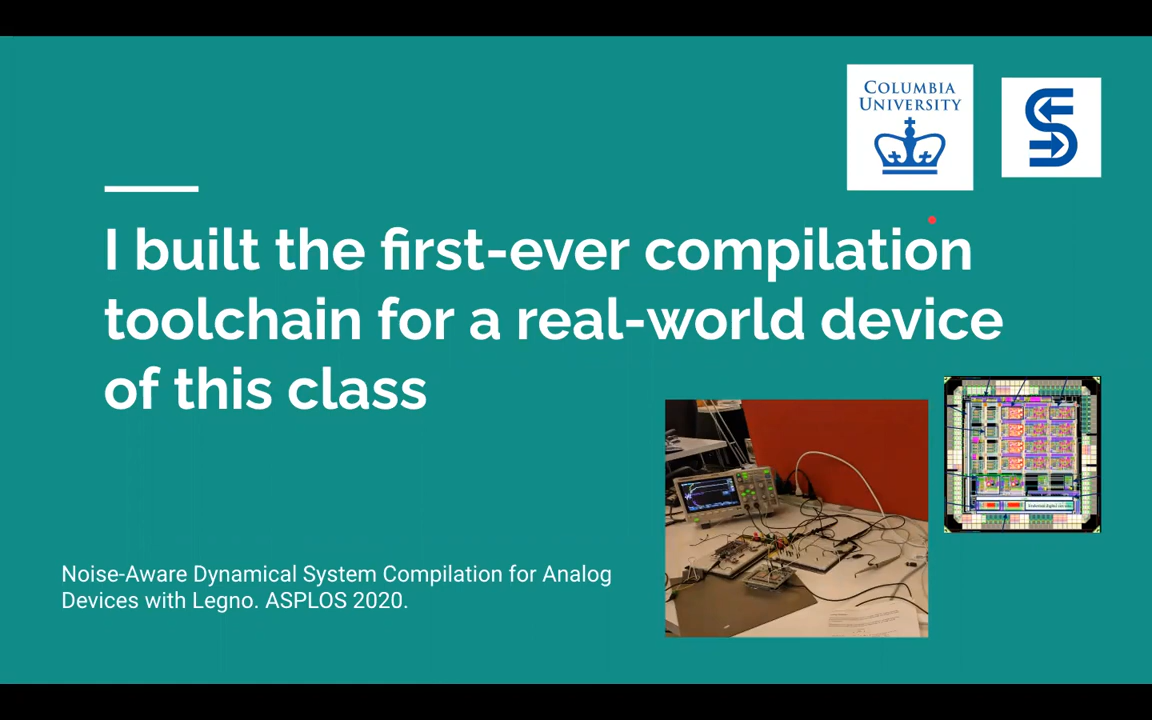 COLUMBIA
UNIVERSITY
I built the first-ever compilation
toolchain for a real-world device
of this class
Noise-Aware Dynamical System Compilation for Analog
Devices with Legno. ASPLOS 2020.